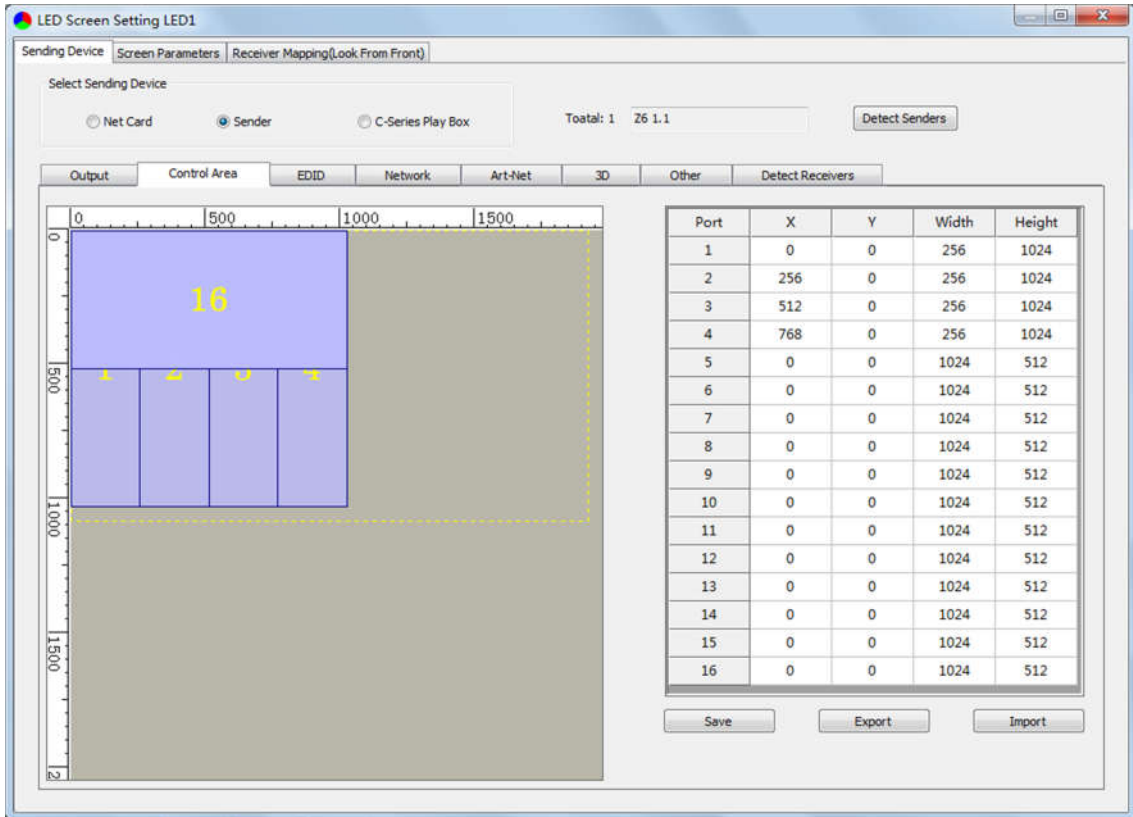 LED Screen Setting LED1
Sending Device Screen Parameters Receiver Mapping(Look From Front)
Select Sending Device
Net Card Sender C-Series Play Box Toatal: 1 Z6 1.1 Detect Senders
Output Control Area EDID Network Art-Net 3D Other Detect Receivers
0 500 1000 1500
0
500
1000
1500
2
16
1 2 3 4
Port X Y Width Height
1 0 0 256 1024
2 256 0 256 1024
3 512 0 256 1024
4 768 0 256 1024
5 0 0 1024 512
6 0 0 1024 512
7 0 0 1024 512
8 0 0 1024 512
9 0 0 1024 512
10 0 0 1024 512
11 0 0 1024 512
12 0 0 1024 512
13 0 0 1024 512
14 0 0 1024 512
15 0 0 1024 512
16 0 0 1024 512
Save Export Import